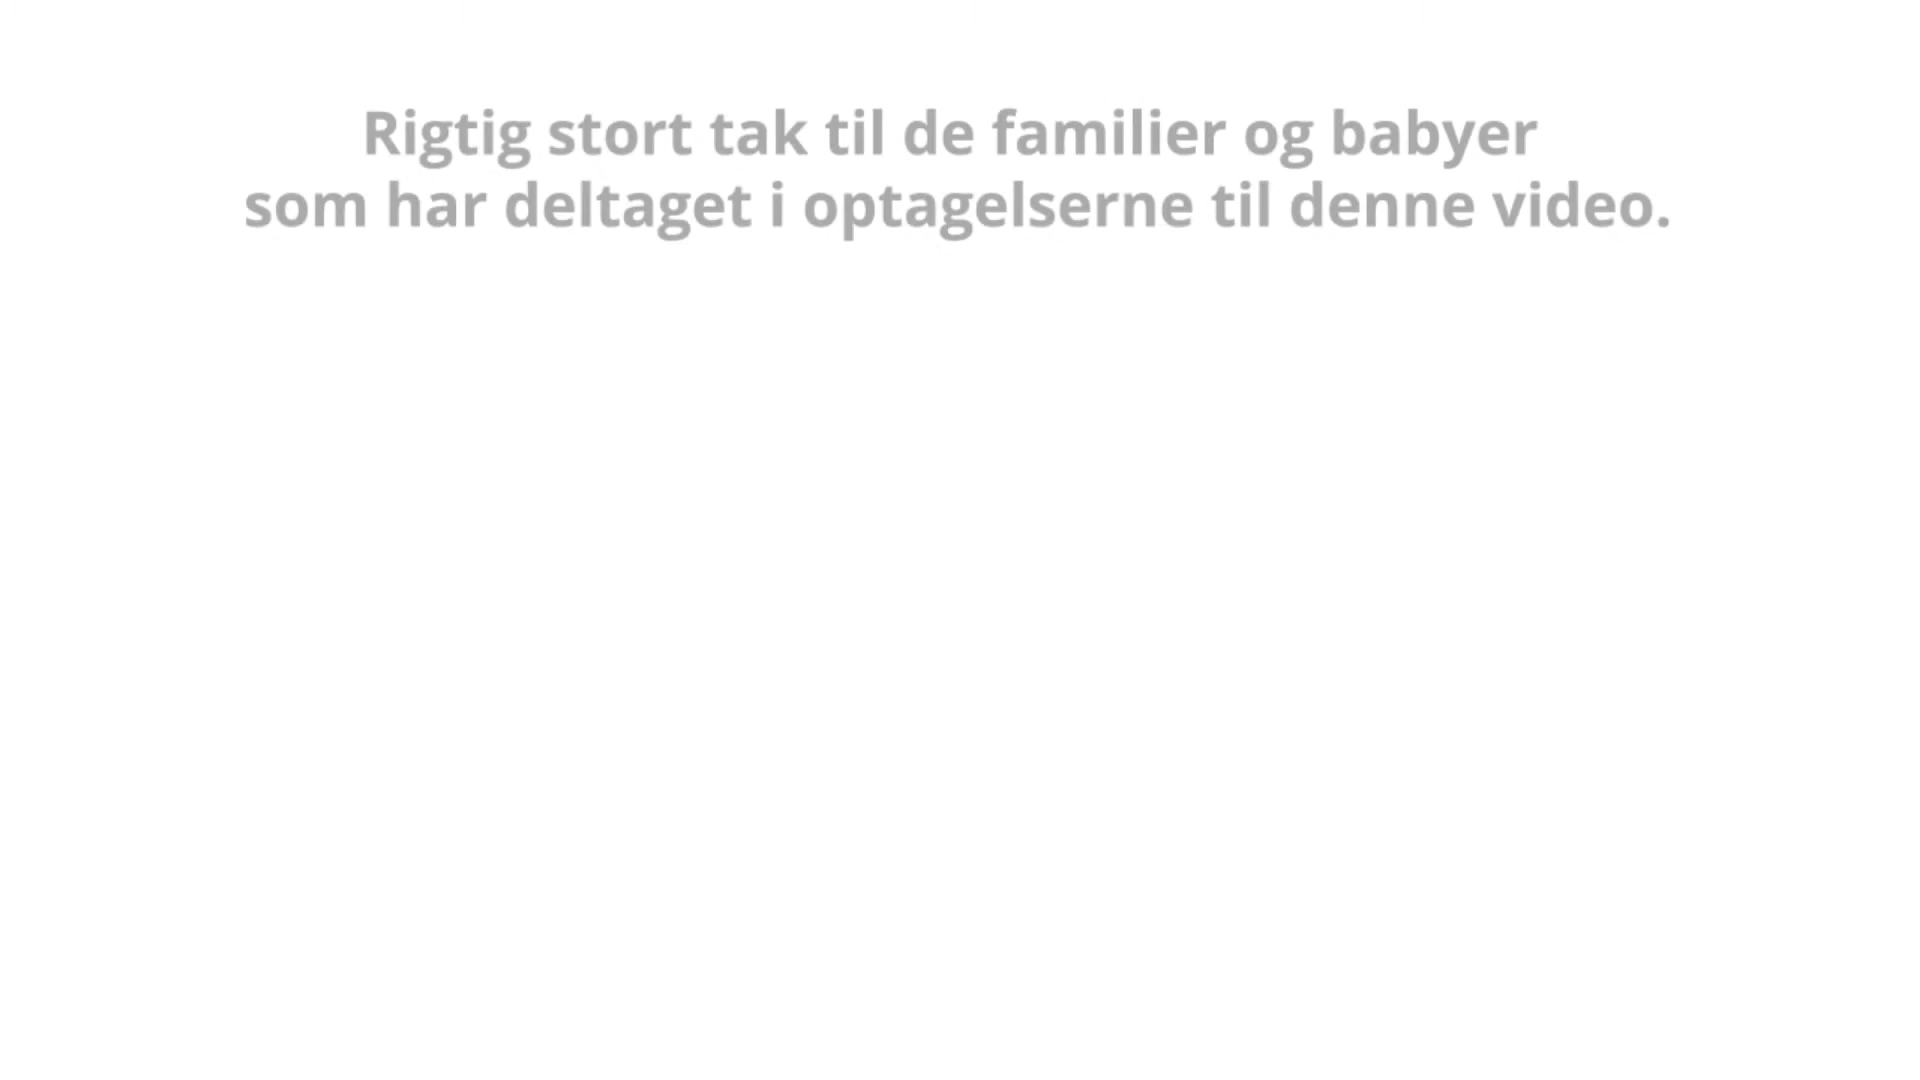 Rigtig stort tak til de familier og babyer
som har deltaget i optagelserne til denne video.